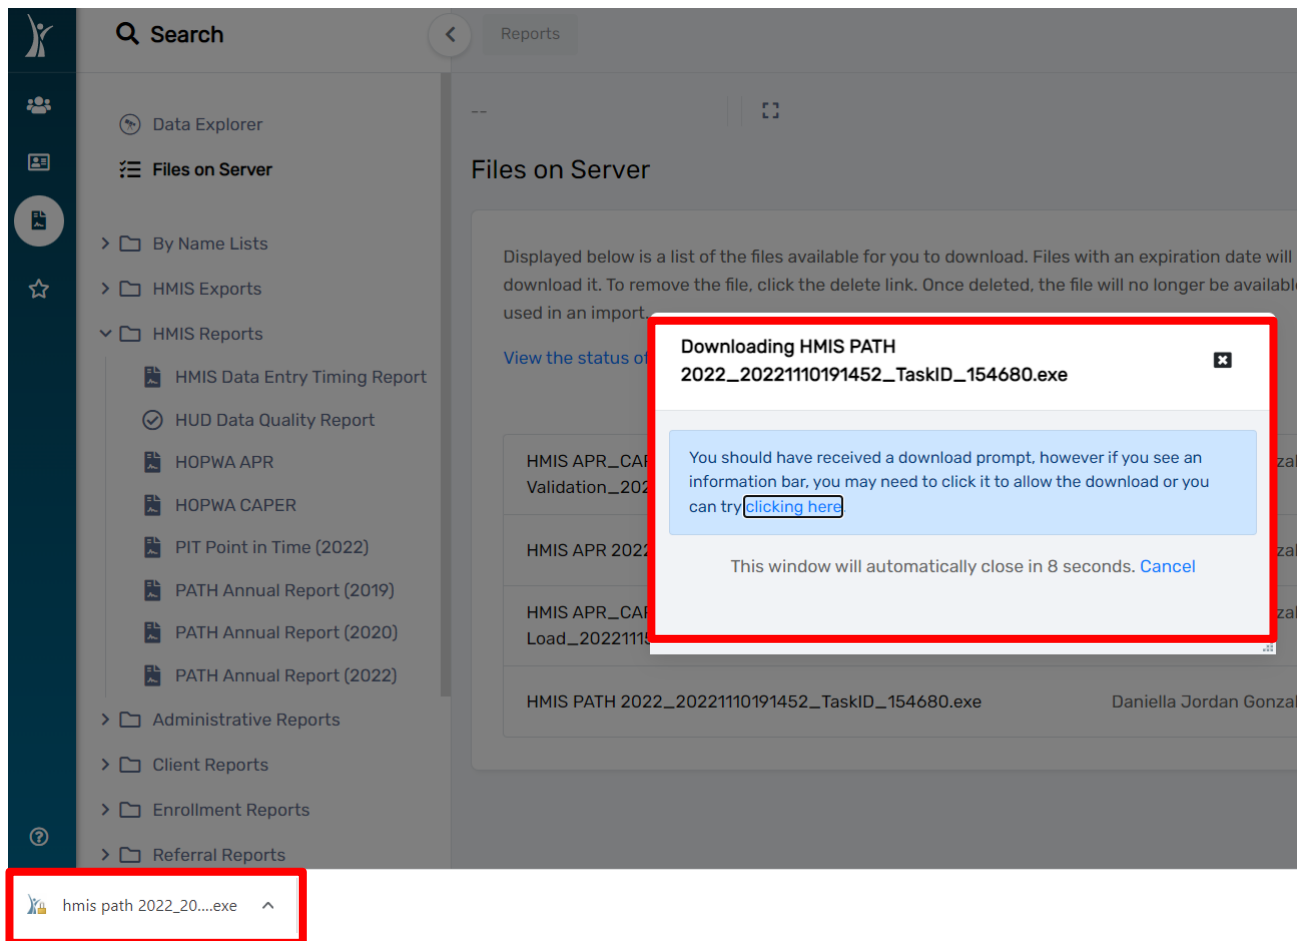 Search
Reports
Data Explorer
--
Files on Server
Files on Server
By Name Lists
HMIS Exports
HMIS Reports
HMIS Data Entry Timing Report
HUD Data Quality Report
HOPWA APR
HOPWA CAPER
PIT Point in Time (2022)
PATH Annual Report (2019)
PATH Annual Report (2020)
PATH Annual Report (2022)
Administrative Reports
Client Reports
Enrollment Reports
Referral Reports
Displayed below is a list of the files available for you to download. Files with an expiration date will
download it. To remove the file, click the delete link. Once deleted, the file will no longer be available
used in an import.
View the status of
Downloading HMIS PATH
2022_20221110191452_TaskID_154680.exe
You should have received a download prompt, however if you see an
information bar, you may need to click it to allow the download or you
can try clicking here.
This window will automatically close in 8 seconds. Cancel
HMIS APR_CA
Validation_202
HMIS APR 2022
HMIS APR_CA
Load_20221115
HMIS PATH 2022_20221110191452_TaskID_154680.exe Daniella Jordan Gonzal
hmis path 2022_20....exe